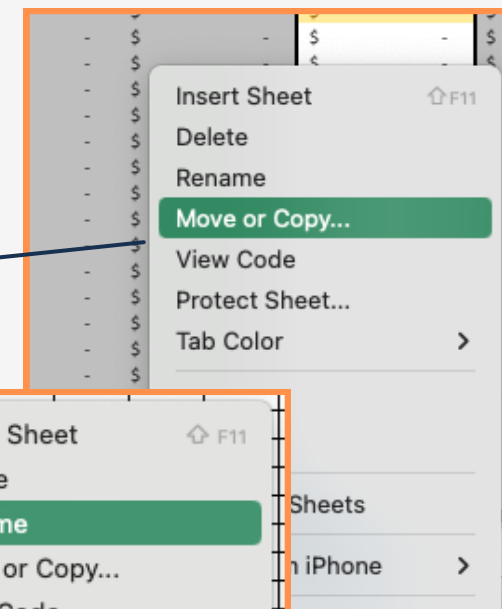 - $ - $ - $
- $
- $
- $
- $
- $
- $
- $
- $
- $
- $
- $
- $
- $
Insert Sheet ⇧F11
Delete
Rename
Move or Copy...
View Code
Protect Sheet...
Tab Color >
Sheets
iPhone >
Sheet ⇧ F11
or Copy...